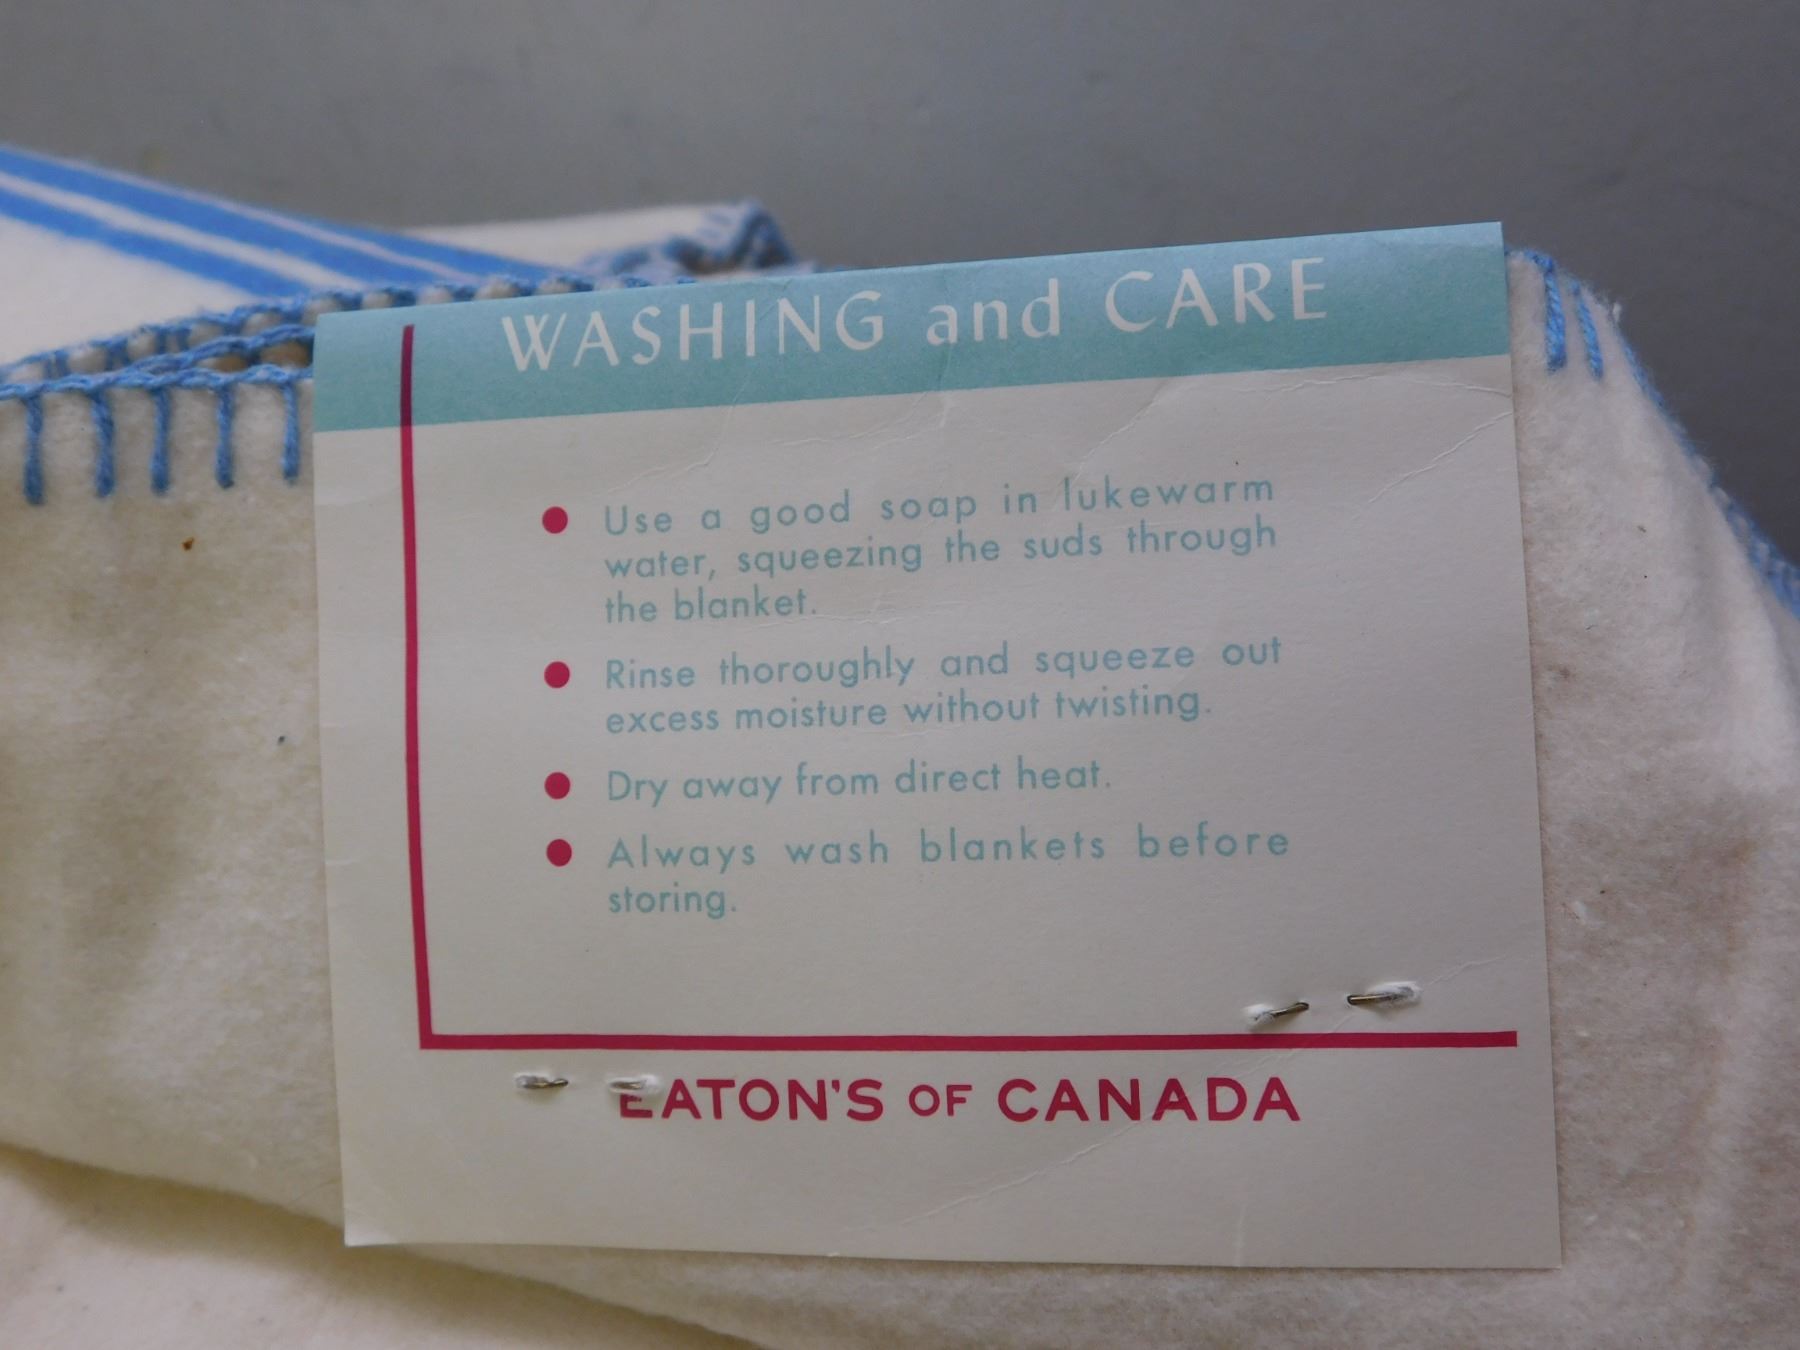 WASHING and CARE
● Use a good soap in lukewarm
water, squeezing the suds through
the blanket.
● Rinse thoroughly and squeeze out
excess moisture without twisting.
● Dry away from direct heat.
● Always wash blankets before
storing.
EATON'S OF CANADA